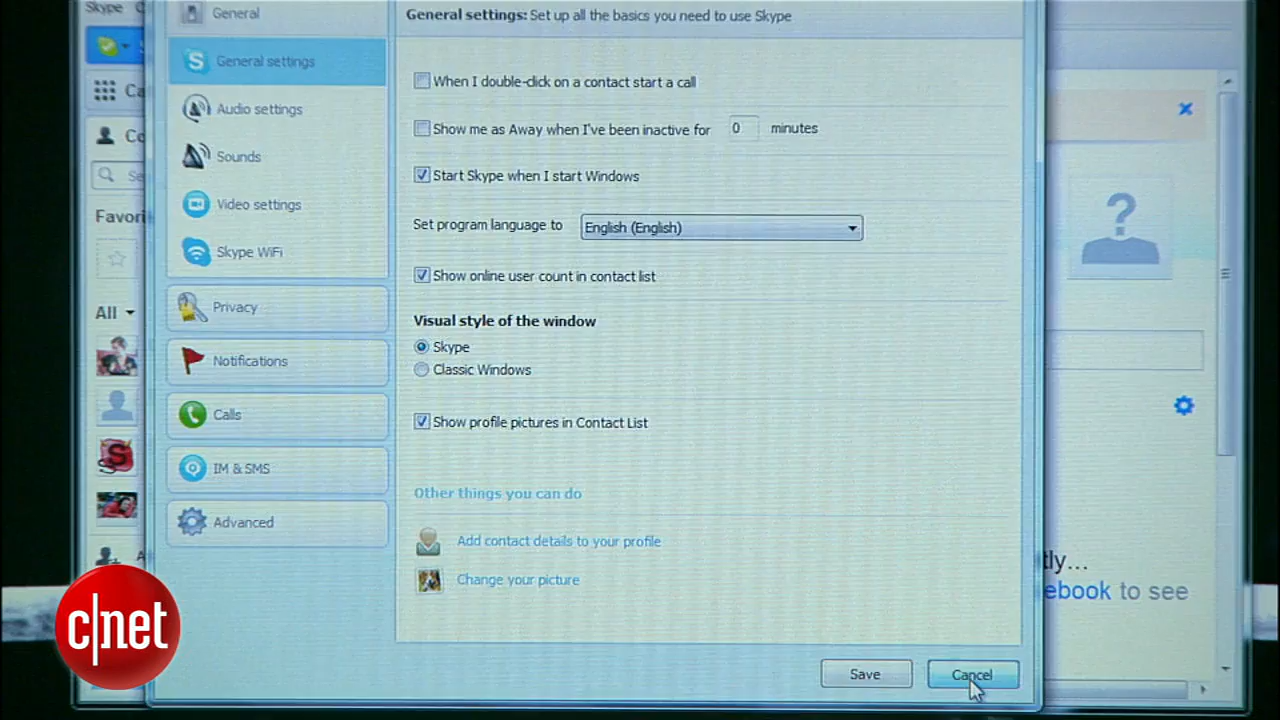 Skype
General
General settings: Set up all the basics you need to use Skype
General settings
When I double-click on a contact start a call
Audio settings
Show me as Away when I've been inactive for 0 minutes
Sounds
Start Skype when I start Windows
Video settings
Set program language to English (English)
Favori
Skype WiFi
Show online user count in contact list
Privacy
All
Visual style of the window
Skype
Notifications
Classic Windows
Calls
Show profile pictures in Contact List
IM & SMS
Other things you can do
Advanced
Add contact details to your profile
tly...
Change your picture
ebook to see
c|net
Save
Cancel